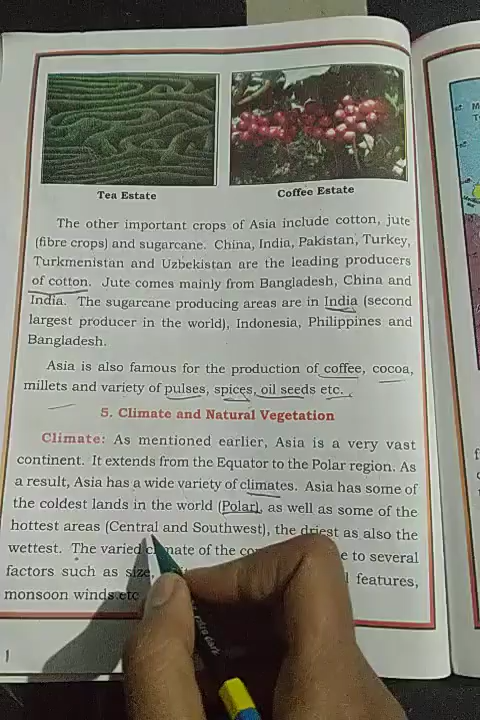 Tea Estate
Coffee Estate
The other important crops of Asia include cotton, jute
(fibre crops) and sugarcane. China, India, Pakistan, Turkey,
Turkmenistan and Uzbekistan are the leading producers
of cotton. Jute comes mainly from Bangladesh, China and
India. The sugarcane producing areas are in India (second
largest producer in the world), Indonesia, Philippines and
Bangladesh.
Asia is also famous for the production of coffee, cocoa,
millets and variety of pulses, spices, oil seeds etc.
5. Climate and Natural Vegetation
Climate: As mentioned earlier, Asia is a very vast
continent. It extends from the Equator to the Polar region. As
a result, Asia has a wide variety of climates. Asia has some of
the coldest lands in the world (Polar), as well as some of the
hottest areas (Central and Southwest), the driest as also the
wettest. The varied climate of the to several
factors such as size, features,
monsoon winds etc